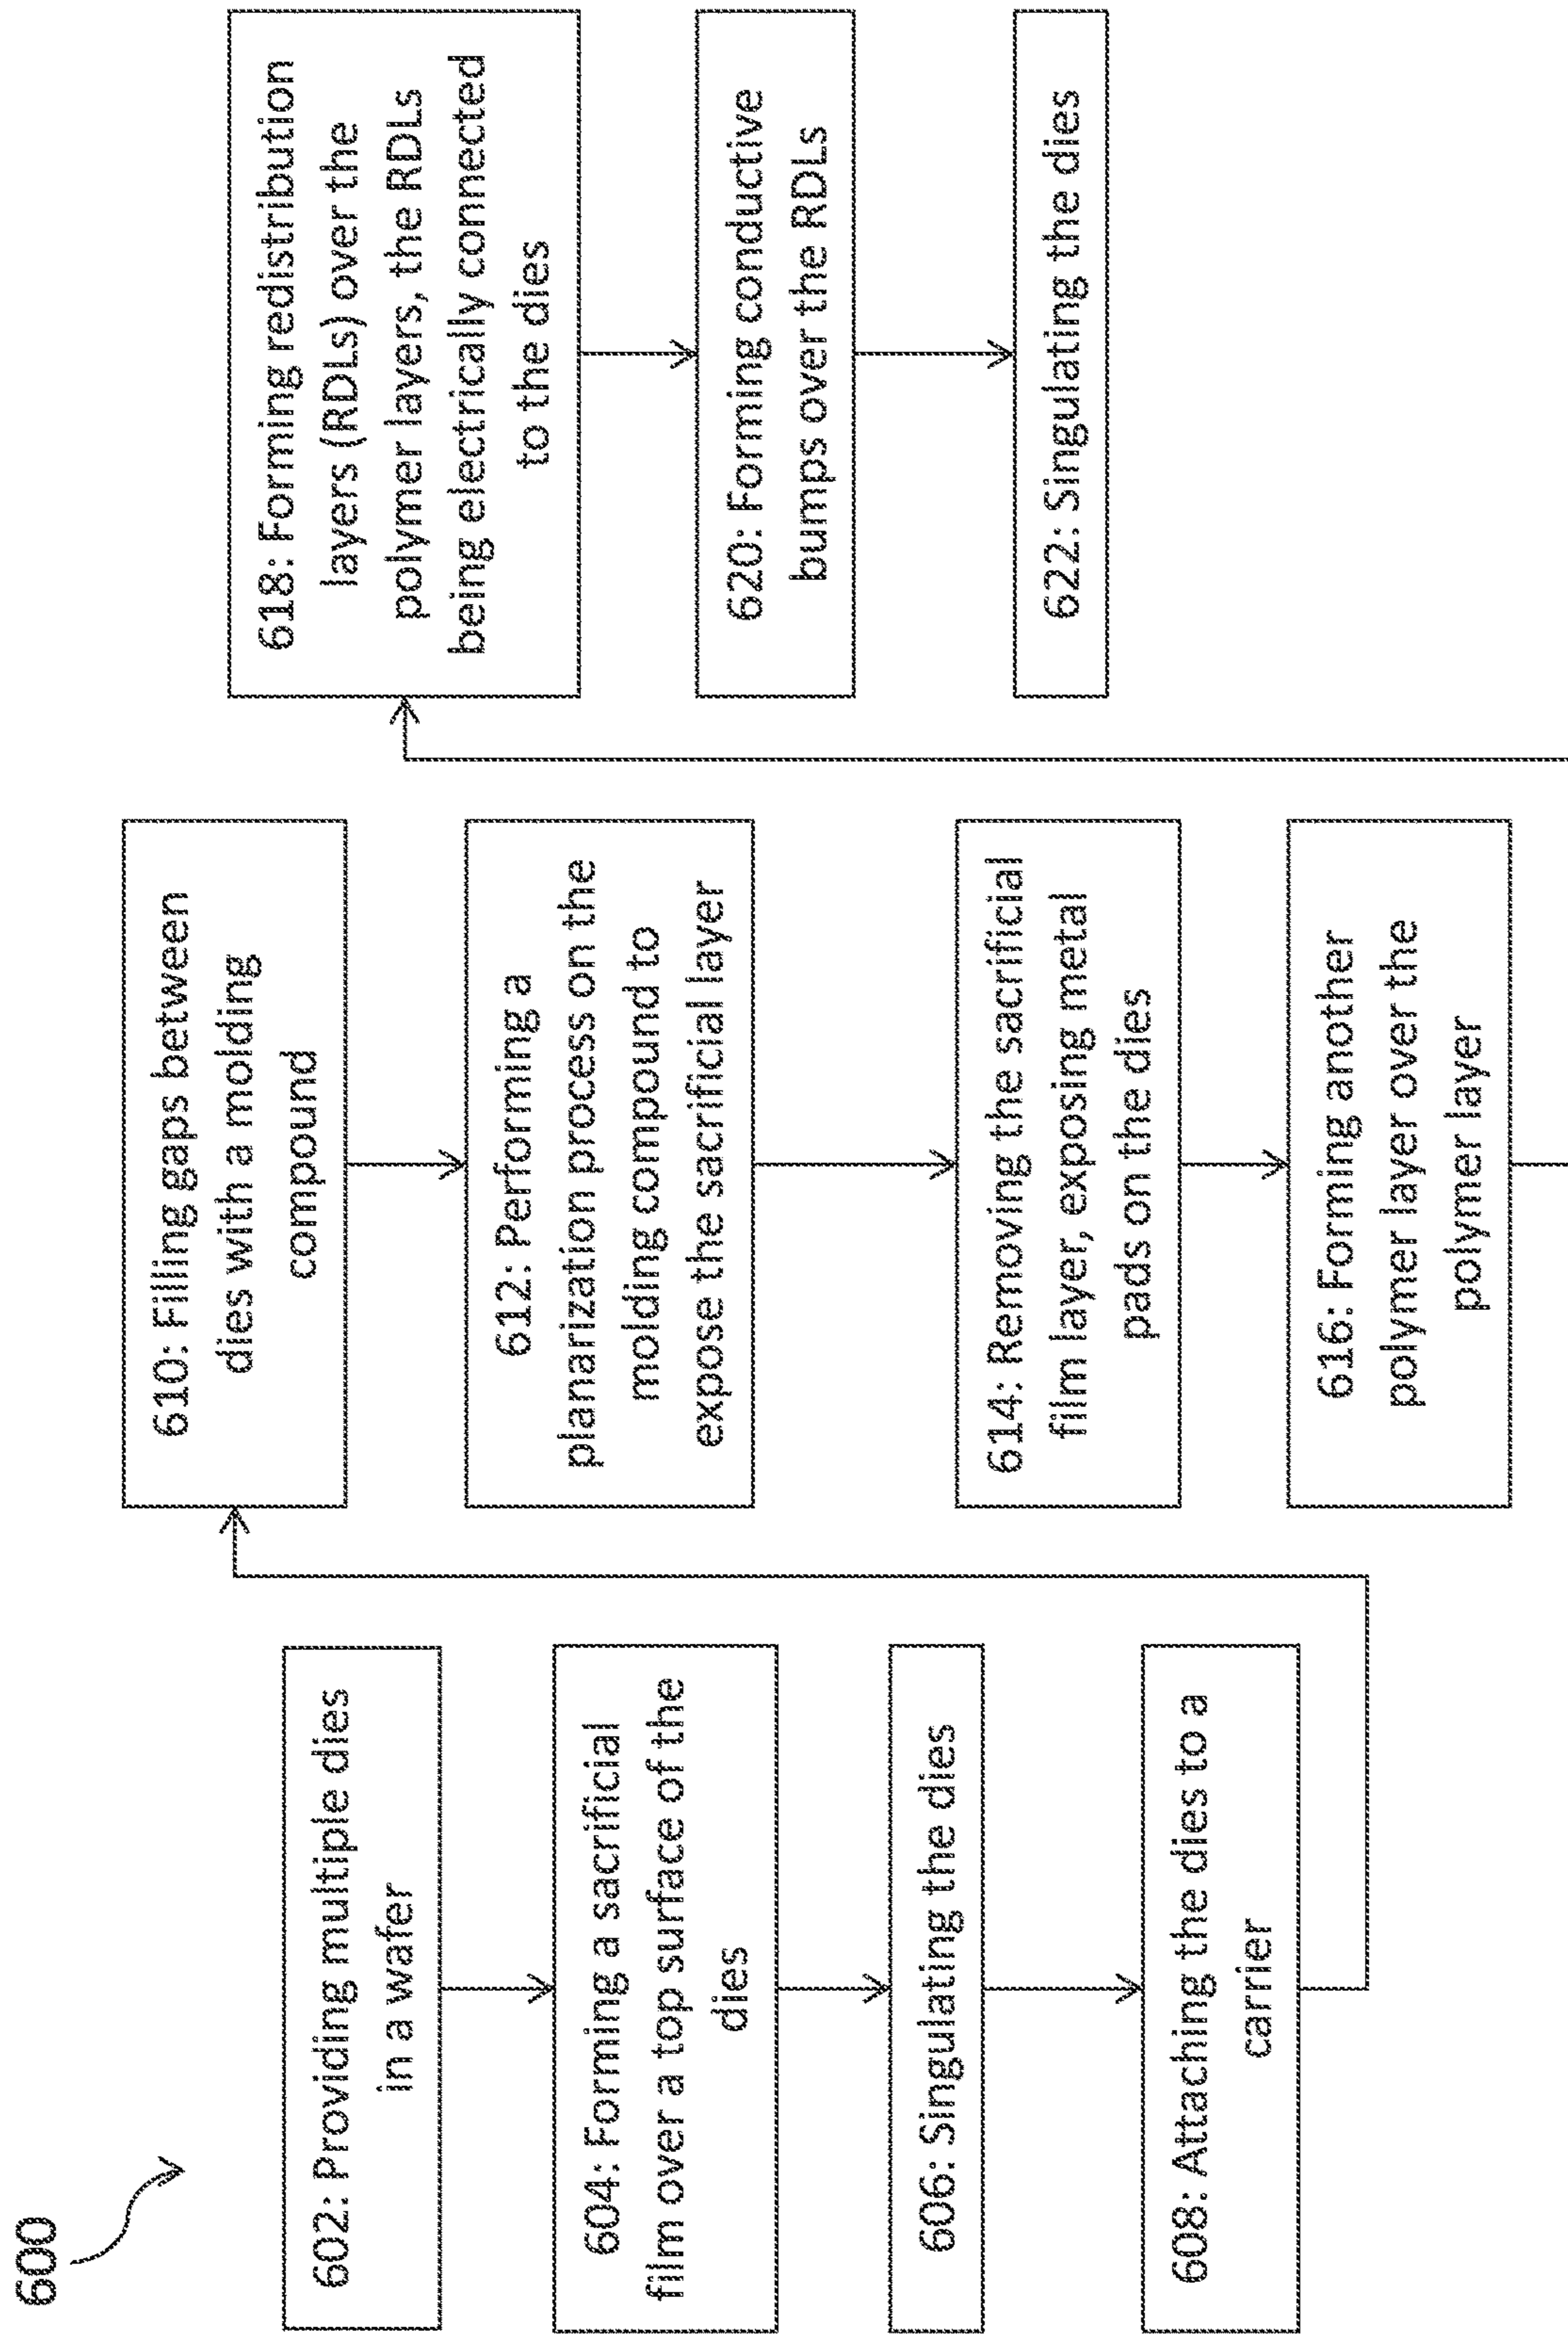 600
602: Providing multiple dies
in a wafer
604: Forming a sacrificial
film over a top surface of the
dies
606: Singulating the dies
608: Attaching the dies to a
carrier
610: Filling gaps between
dies with a molding
compound
612: Performing a
planarization process on the
molding compound to
expose the sacrificial layer
614: Removing the sacrificial
film layer, exposing metal
pads on the dies
616: Forming another
polymer layer over the
polymer layer
618: Forming redistribution
layers (RDLs) over the
polymer layers, the RDLs
being electrically connected
to the dies
620: Forming conductive
bumps over the RDLs
622: Singulating the dies